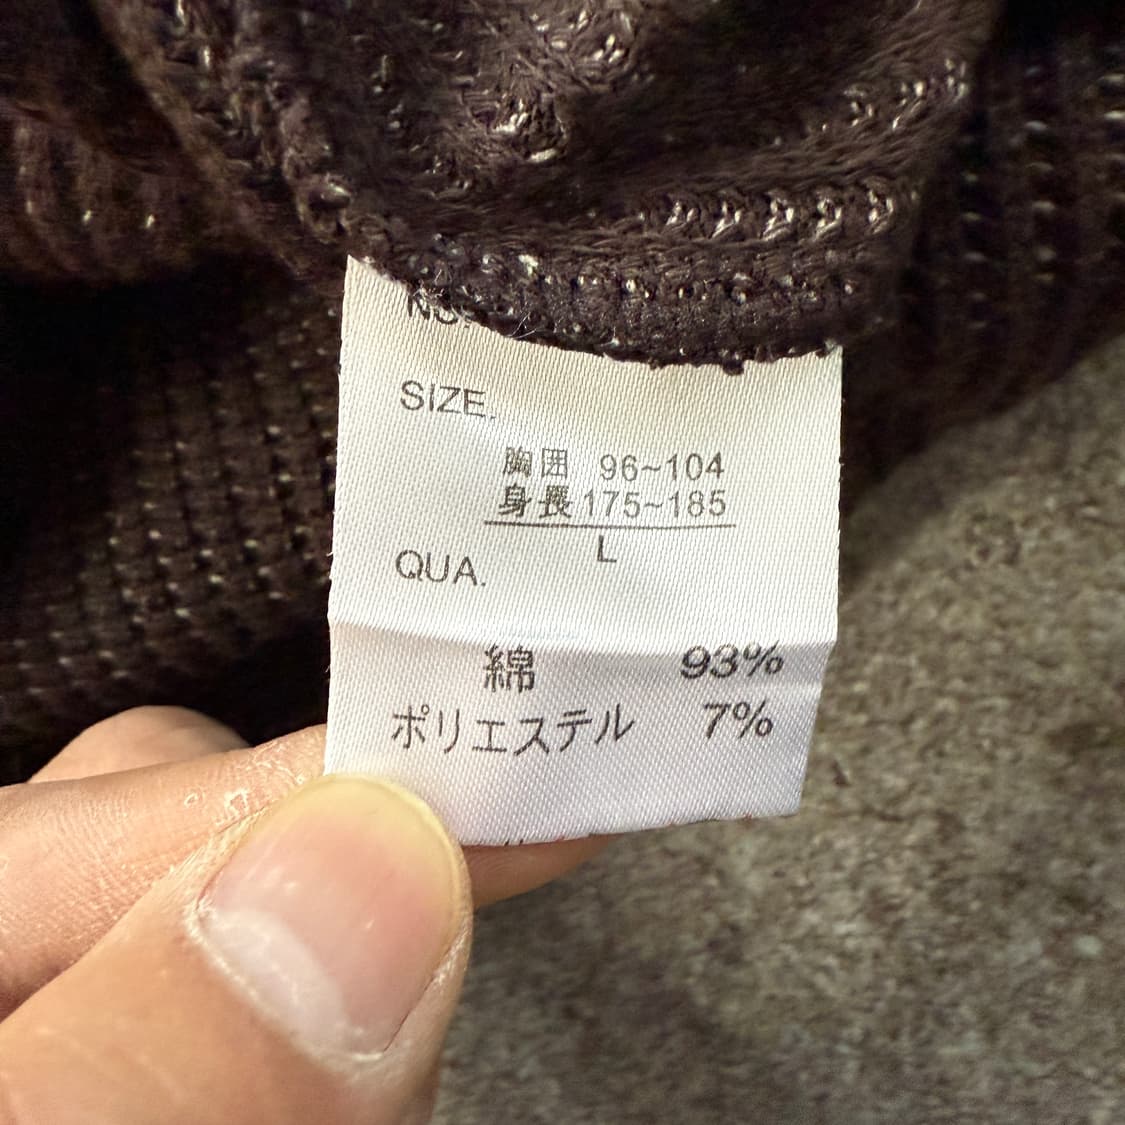 NO.
SIZE.
胸囲 96~104
身長 175~185
L
QUA.
綿 93%
ポリエステル 7%